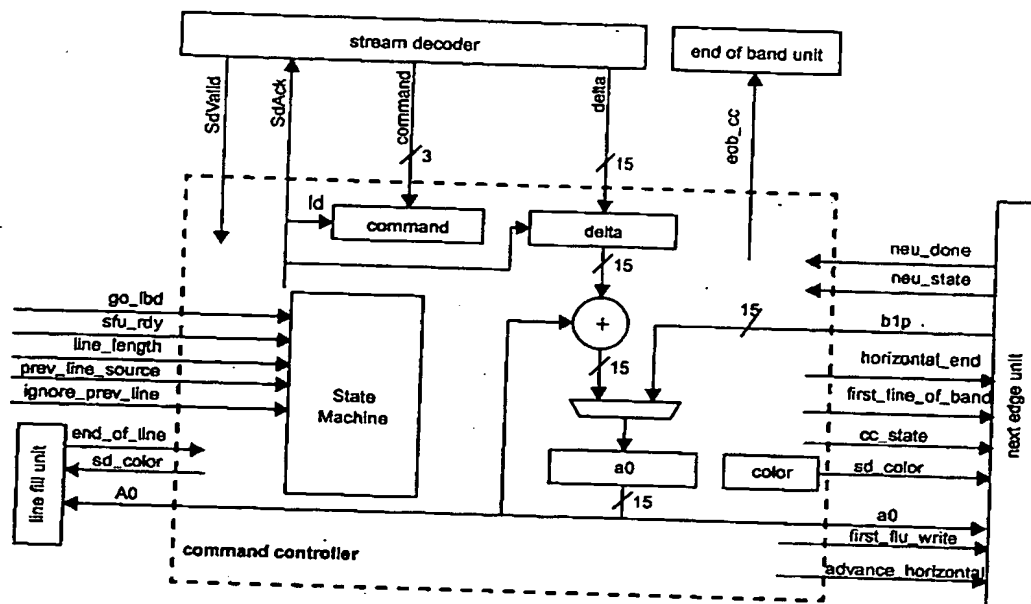 stream decoder
end of band unit
SdValid
SdAck
command
delta
eob_cc
3
15
ld
command
delta
15
neu_done
neu_state
go_lbd
sfu_rdy
line_length
prev_line_source
ignore_prev_line
State
Machine
+
15
b1p
15
horizontal_end
first_line_of_band
cc_state
next edge unit
line fill unit
end_of_line
sd_color
A0
a0
color
sd_color
15
a0
first_flu_write
advance_horizontal
command controller